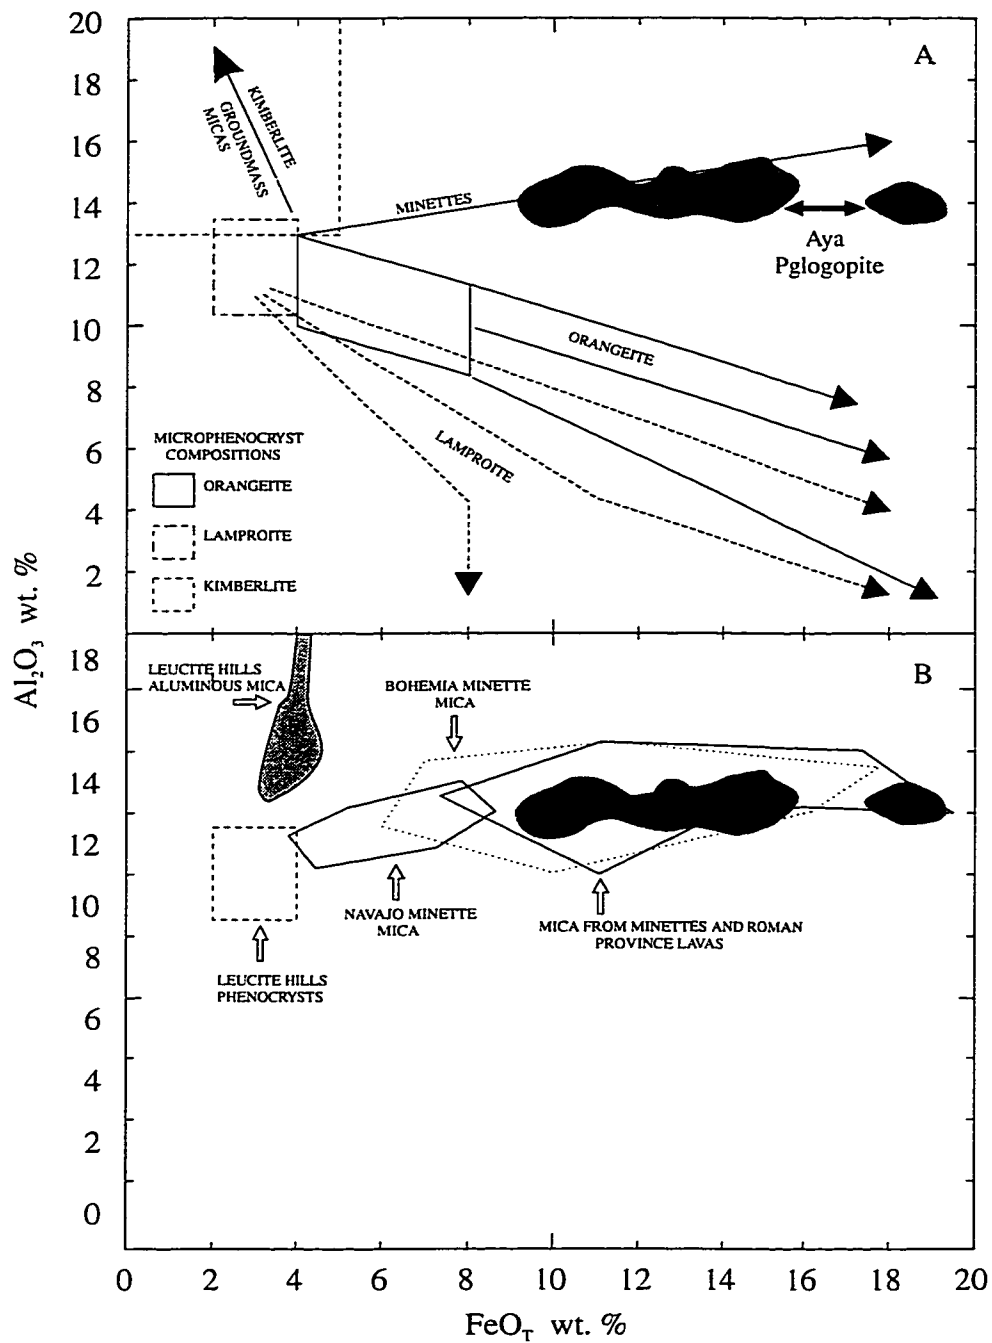 20
A
18
KIMBERLITE
GROUNDMASS
MICAS
16
14
MINETTES
Aya
Pglogopite
12
10
ORANGEITE
8
LAMPROITE
MICROPHENOCRYST
COMPOSITIONS
6
ORANGEITE
4
LAMPROITE
2
KIMBERLITE
Al₂O₃ wt. %
18
LEUCITE HILLS
ALUMINOUS MICA
BOHEMIA MINETTE
MICA
B
16
14
12
10
NAVAJO MINETTE
MICA
MICA FROM MINETTES AND ROMAN
PROVINCE LAVAS
8
LEUCITE HILLS
PHENOCRYSTS
6
4
2
0
0 2 4 6 8 10 12 14 16 18 20
FeO_T wt. %